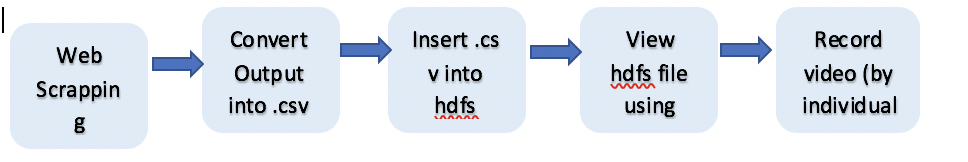 Web
Scrappin
g
Convert
Output
into .csv
Insert .cs
v into
hdfs
View
hdfs file
using
Record
video (by
individual